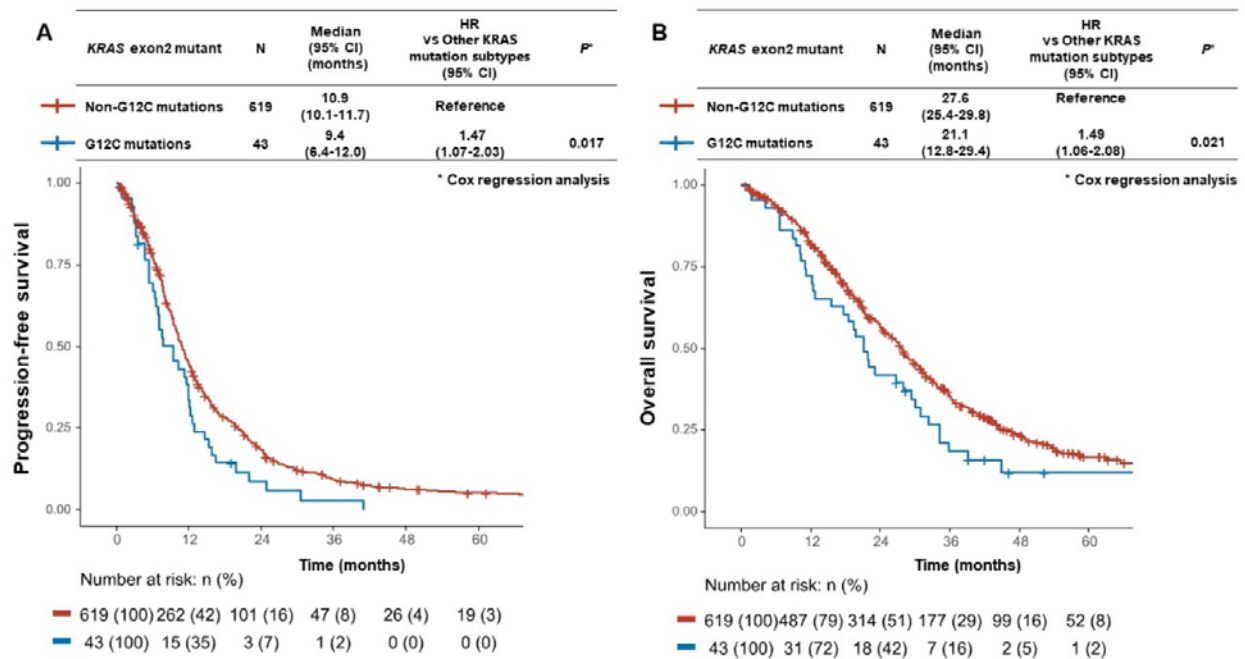 A
KRAS exon2 mutant N Median (95% CI) (months) HR vs Other KRAS mutation subtypes (95% CI) P*
Non-G12C mutations 619 10.9 (10.1-11.7) Reference
G12C mutations 43 9.4 (6.4-12.0) 1.47 (1.07-2.03) 0.017
* Cox regression analysis
Progression-free survival
1.00
0.75
0.50
0.25
0.00
0 12 24 36 48 60
Time (months)
Number at risk: n (%)
619 (100) 262 (42) 101 (16) 47 (8) 26 (4) 19 (3)
43 (100) 15 (35) 3 (7) 1 (2) 0 (0) 0 (0)
B
KRAS exon2 mutant N Median (95% CI) (months) HR vs Other KRAS mutation subtypes (95% CI) P*
Non-G12C mutations 619 27.6 (25.4-29.8) Reference
G12C mutations 43 21.1 (12.8-29.4) 1.49 (1.06-2.08) 0.021
* Cox regression analysis
Overall survival
1.00
0.75
0.50
0.25
0.00
0 12 24 36 48 60
Time (months)
Number at risk: n (%)
619 (100) 487 (79) 314 (51) 177 (29) 99 (16) 52 (8)
43 (100) 31 (72) 18 (42) 7 (16) 2 (5) 1 (2)